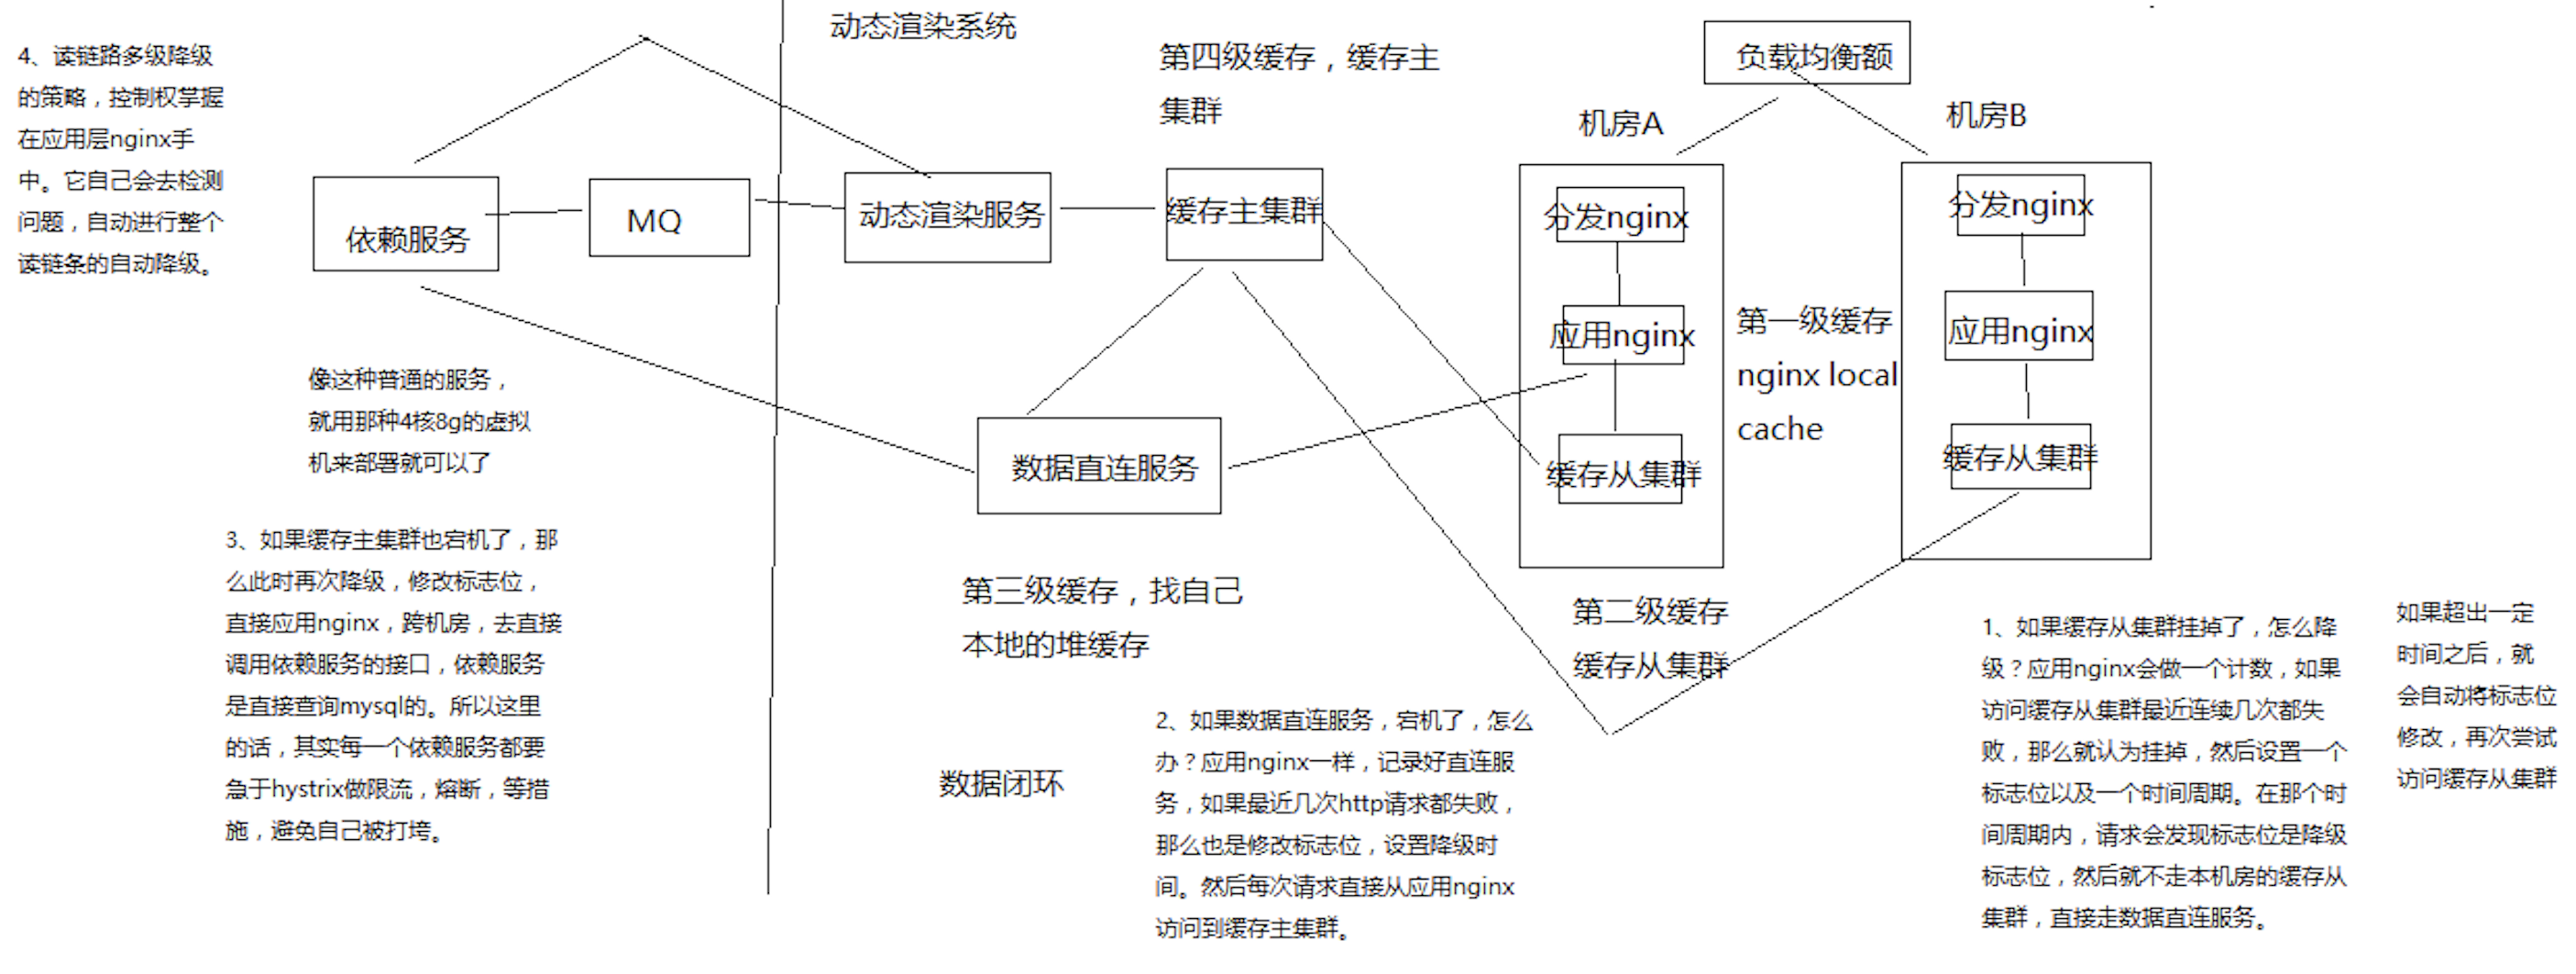 动态渲染系统
4、读链路多级降级
的策略，控制权掌握
在应用层nginx手
中。它自己会去检测
问题，自动进行整个
读链条的自动降级。
第四级缓存，缓存主
集群
负载均衡额
机房A
机房B
依赖服务
MQ
动态渲染服务
缓存主集群
分发nginx
应用nginx
缓存从集群
第一级缓存
nginx local
cache
分发nginx
应用nginx
缓存从集群
像这种普通的服务，
就用那种4核8g的虚拟
机来部署就可以了
数据直连服务
3、如果缓存主集群也宕机了，那
么此时再次降级，修改标志位，
直接应用nginx，跨机房，去直接
调用依赖服务的接口，依赖服务
是直接查询mysql的。所以这里
的话，其实每一个依赖服务都要
急于hystrix做限流，熔断，等措
施，避免自己被打垮。
第三级缓存，找自己
本地的堆缓存
第二级缓存
缓存从集群
数据闭环
2、如果数据直连服务，宕机了，怎么
办？应用nginx一样，记录好直连服
务，如果最近几次http请求都失败，
那么也是修改标志位，设置降级时
间。然后每次请求直接从应用nginx
访问到缓存主集群。
1、如果缓存从集群挂掉了，怎么降
级？应用nginx会做一个计数，如果
访问缓存从集群最近连续几次都失
败，那么就认为挂掉，然后设置一个
标志位以及一个时间周期。在那个时
间周期内，请求会发现标志位是降级
标志位，然后就不走本机房的缓存从
集群，直接走数据直连服务。
如果超出一定
时间之后，就
会自动将标志位
修改，再次尝试
访问缓存从集群